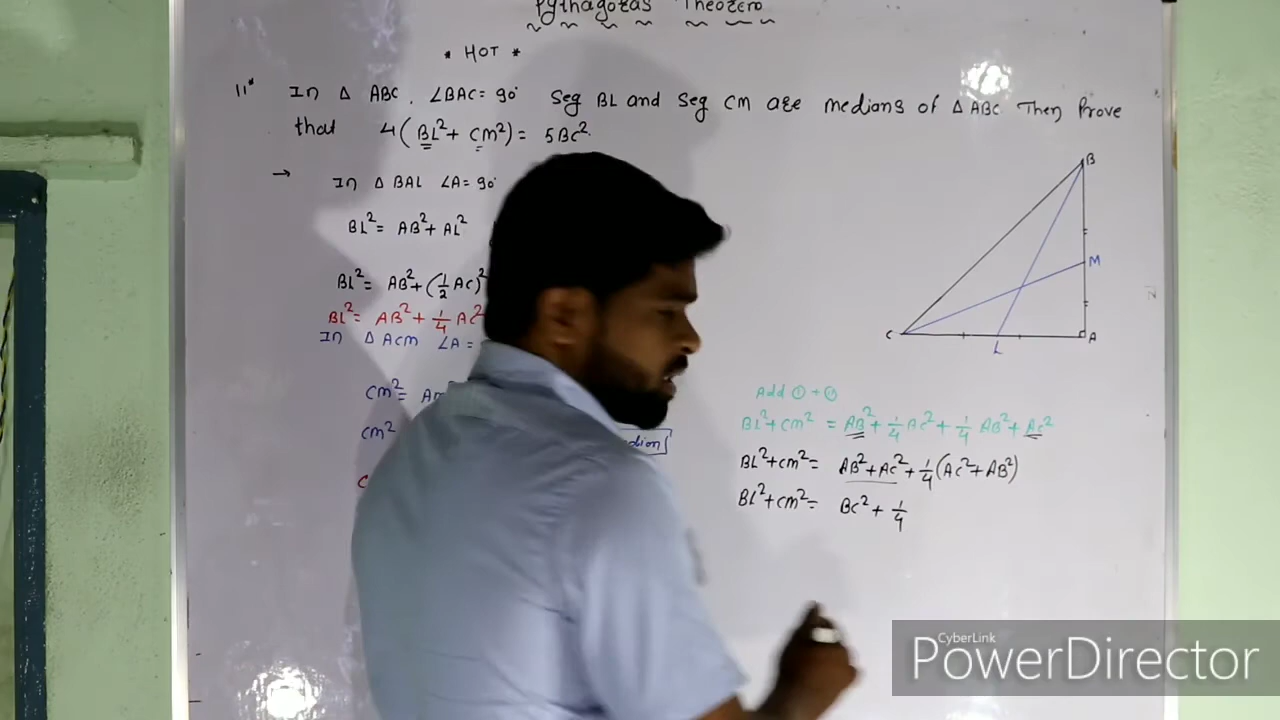 Pythagoras Theorem
* HOT *
11" In △ ABC, ∠BAC = 90° Seg BL and Seg CM are medians of △ABC Then Prove
that 4(BL² + CM²) = 5BC².
→ In △ BAL ∠A = 90°
BL² = AB² + AL²
BL² = AB² + (1/2 AC)²
BL² = AB² + 1/4 AC²
In △ ACM ∠A =
CM² =
CM²
B
M
C
L
A
Add ① + ②
BL² + CM² = AB² + 1/4 BC² + 1/4 AB² + AC²
BL² + CM² = AB² + AC² + 1/4 (AC² + AB²)
BL² + CM² = BC² + 1/4
CyberLink
PowerDirector